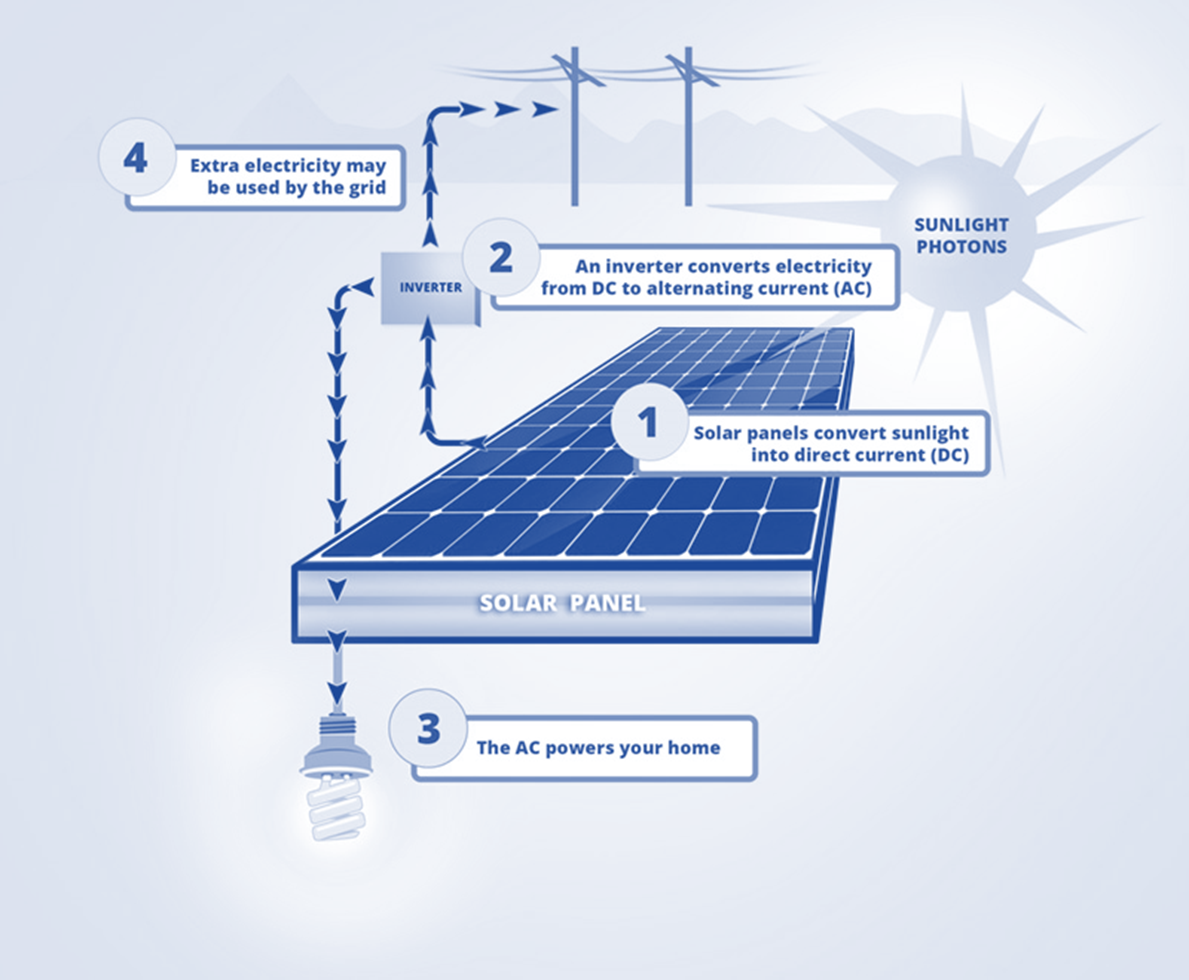 4
Extra electricity may
be used by the grid
SUNLIGHT
PHOTONS
2
An inverter converts electricity
from DC to alternating current (AC)
INVERTER
1
Solar panels convert sunlight
into direct current (DC)
SOLAR PANEL
3
The AC powers your home